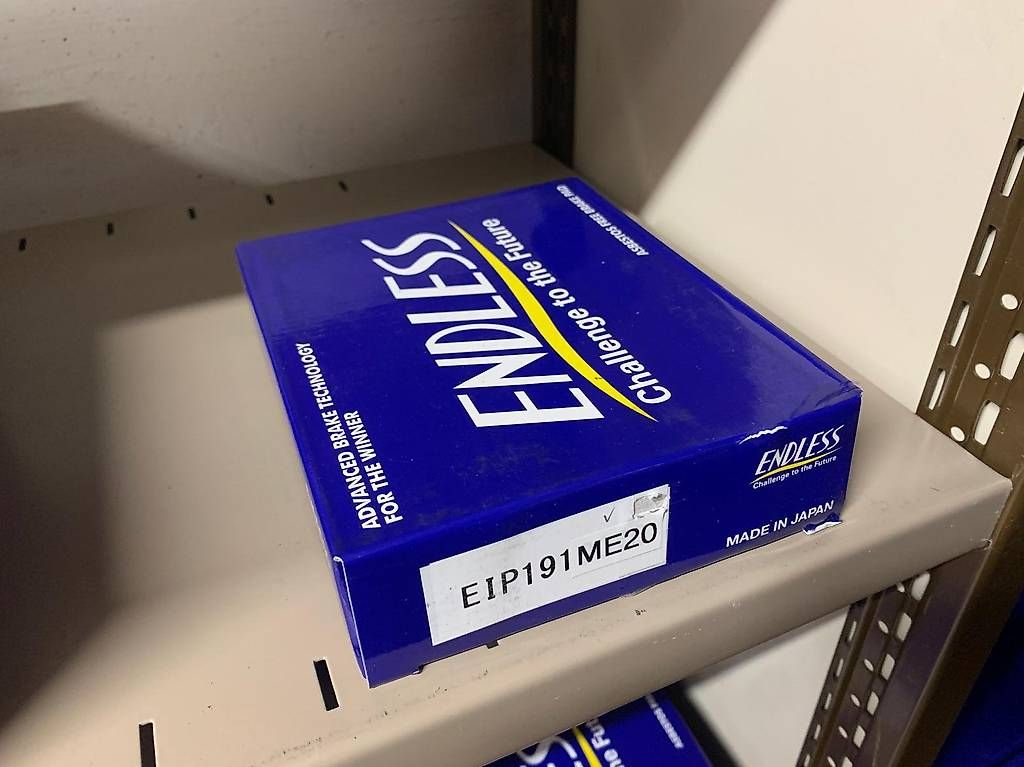 ENDLESS
Challenge to the Future
ASBESTOS FREE BRAKE PAD
ADVANCED BRAKE TECHNOLOGY
FOR THE WINNER
ENDLESS
Challenge to the Future
EIP191ME20
MADE IN JAPAN